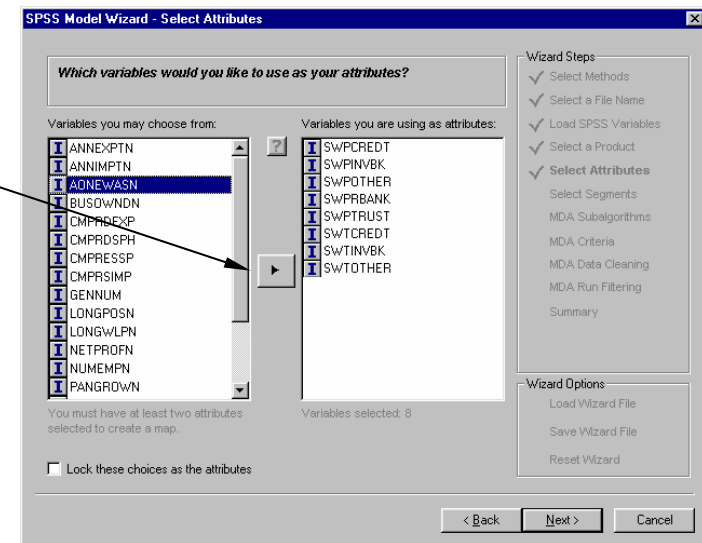 SPSS Model Wizard - Select Attributes
Which variables would you like to use as your attributes?
Variables you may choose from:
ANNEXPTN
ANNIMPTN
AONEWASN
BUSOWNDN
CMPRDEXP
CMPRDSPH
CMPRESSP
CMPRSIMP
GENNUM
LONGPOSN
LONGWLPN
NETPROFN
NUMEMPN
PANGROWN
You must have at least two attributes
selected to create a map.
Lock these choices as the attributes
?
Variables you are using as attributes:
SWPCREDT
SWPINVBK
SWPOTHER
SWPRBANK
SWPTRUST
SWTCREDT
SWTINVBK
SWTOTHER
Variables selected: 8
Wizard Steps
Select Methods
Select a File Name
Load SPSS Variables
Select a Product
Select Attributes
Select Segments
MDA Subalgorithms
MDA Criteria
MDA Data Cleaning
MDA Run Filtering
Summary
Wizard Options
Load Wizard File
Save Wizard File
Reset Wizard
< Back
Next >
Cancel